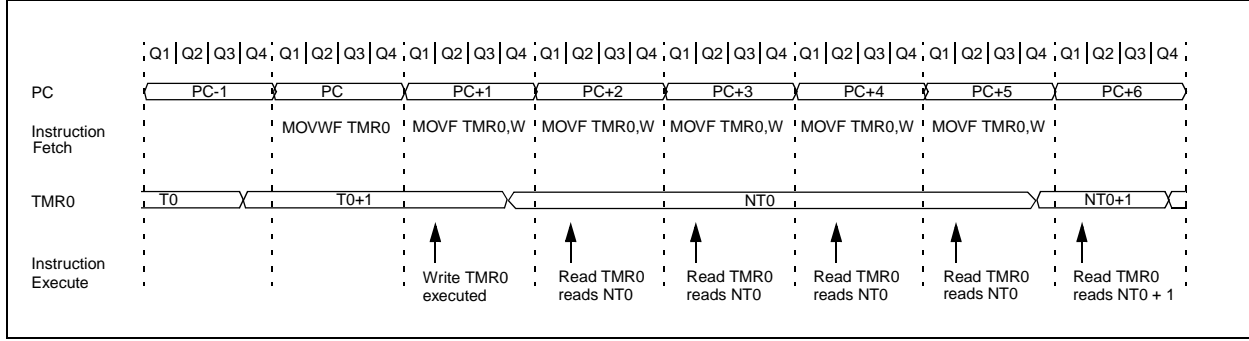 Q1 Q2 Q3 Q4 Q1 Q2 Q3 Q4 Q1 Q2 Q3 Q4 Q1 Q2 Q3 Q4 Q1 Q2 Q3 Q4 Q1 Q2 Q3 Q4 Q1 Q2 Q3 Q4 Q1 Q2 Q3 Q4
PC PC-1 PC PC+1 PC+2 PC+3 PC+4 PC+5 PC+6
Instruction
Fetch
MOVWF TMR0 MOVF TMR0,W MOVF TMR0,W MOVF TMR0,W MOVF TMR0,W MOVF TMR0,W
TMR0 T0 T0+1 NT0 NT0+1
Instruction
Execute
Write TMR0
executed
Read TMR0
reads NT0
Read TMR0
reads NT0
Read TMR0
reads NT0
Read TMR0
reads NT0
Read TMR0
reads NT0 + 1